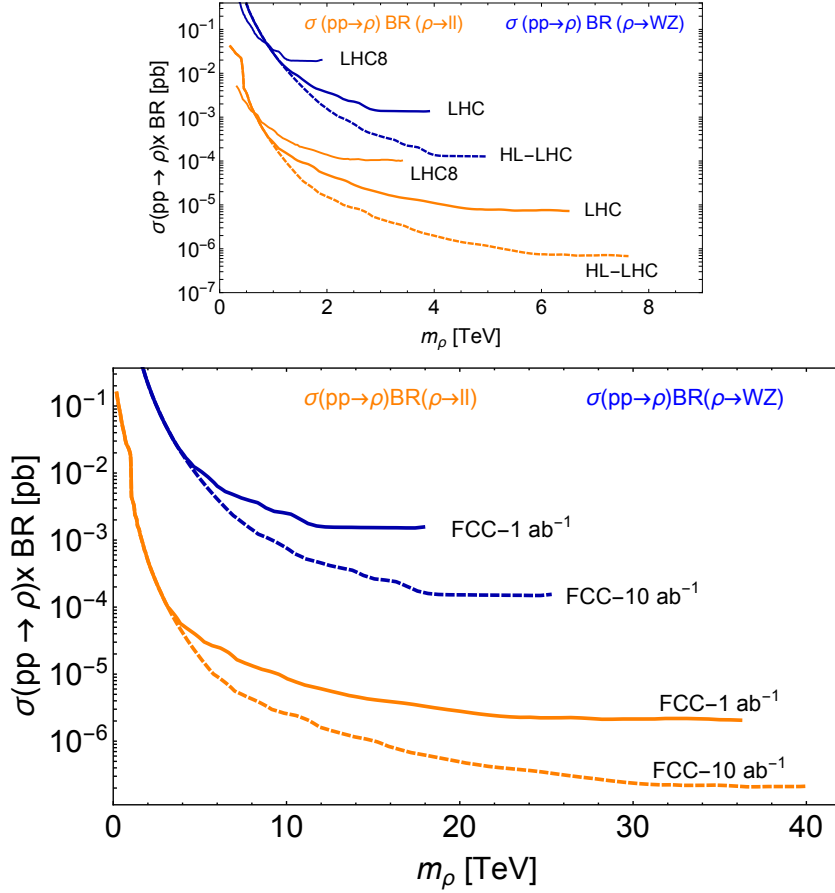 σ (pp→ρ) BR (ρ→ll) σ (pp→ρ) BR (ρ→WZ)
10⁻¹
10⁻²
10⁻³
10⁻⁴
10⁻⁵
10⁻⁶
10⁻⁷
σ(pp → ρ)x BR [pb]
LHC8
LHC
HL−LHC
LHC8
LHC
HL−LHC
0 2 4 6 8
mρ [TeV]
σ(pp→ρ)BR(ρ→ll) σ(pp→ρ)BR(ρ→WZ)
10⁻¹
10⁻²
10⁻³
10⁻⁴
10⁻⁵
10⁻⁶
σ(pp → ρ)x BR [pb]
FCC−1 ab⁻¹
FCC−10 ab⁻¹
FCC−1 ab⁻¹
FCC−10 ab⁻¹
0 10 20 30 40
mρ [TeV]